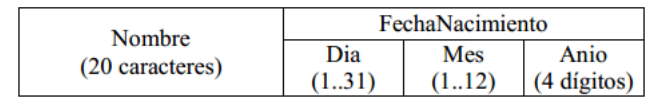 Nombre
(20 caracteres)
FechaNacimiento
Dia
(1..31)
Mes
(1..12)
Anio
(4 dígitos)